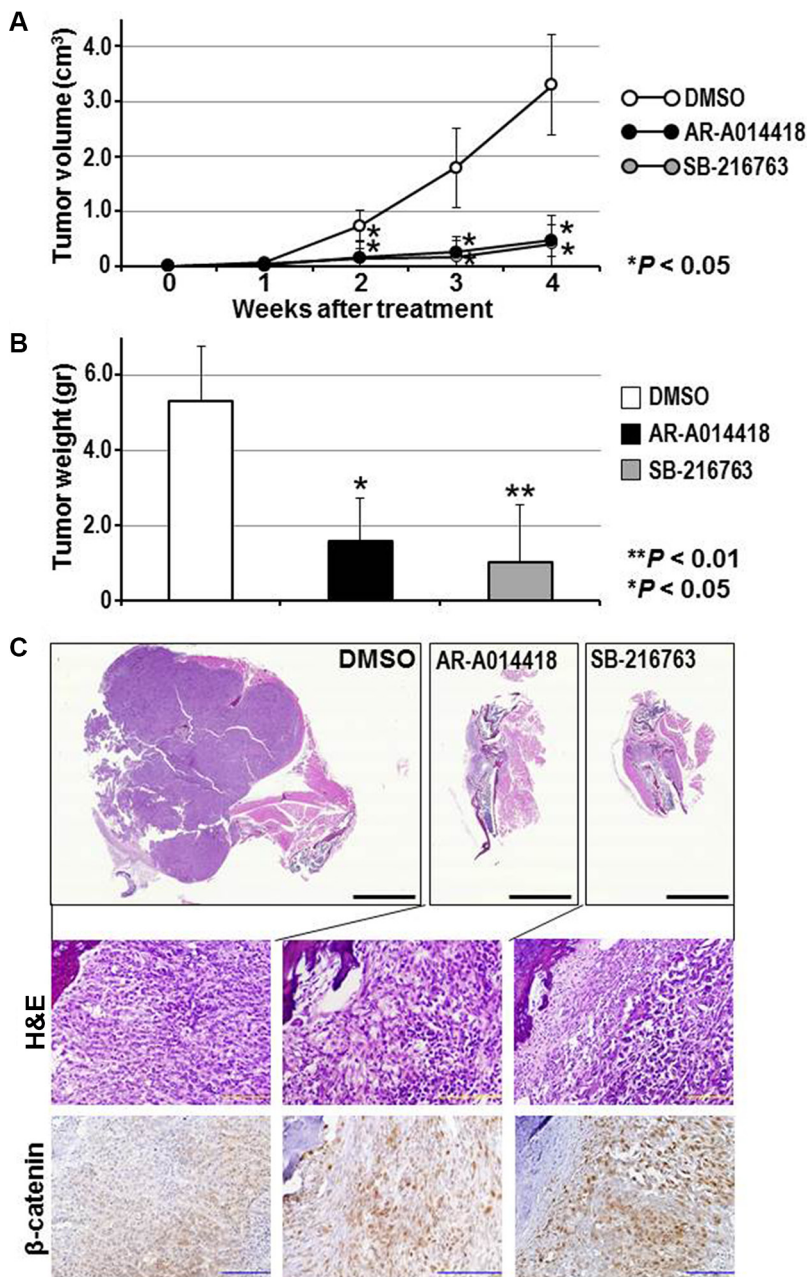 A
Tumor volume (cm³)
4.0
3.0
2.0
1.0
0
* * * * * *
0 1 2 3 4
Weeks after treatment
DMSO
AR-A014418
SB-216763
*P < 0.05
B
Tumor weight (gr)
6.0
4.0
2.0
0
* **
DMSO
AR-A014418
SB-216763
**P < 0.01
*P < 0.05
C
DMSO
AR-A014418
SB-216763
H&E
β-catenin